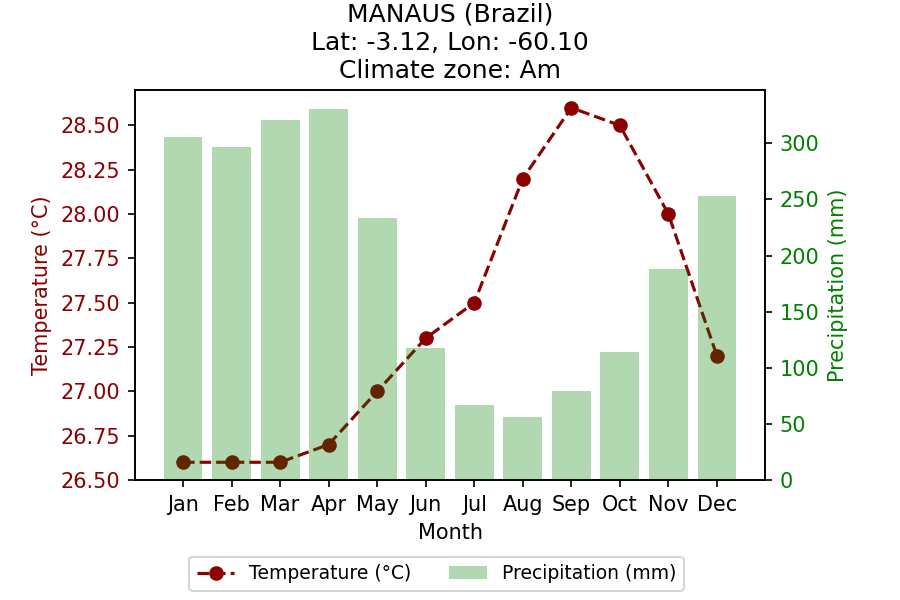 MANAUS (Brazil)
Lat: -3.12, Lon: -60.10
Climate zone: Am
Temperature (°C)
28.50
28.25
28.00
27.75
27.50
27.25
27.00
26.75
26.50
300
250
200
150
100
50
0
Precipitation (mm)
Jan Feb Mar Apr May Jun Jul Aug Sep Oct Nov Dec
Month
Temperature (°C) Precipitation (mm)